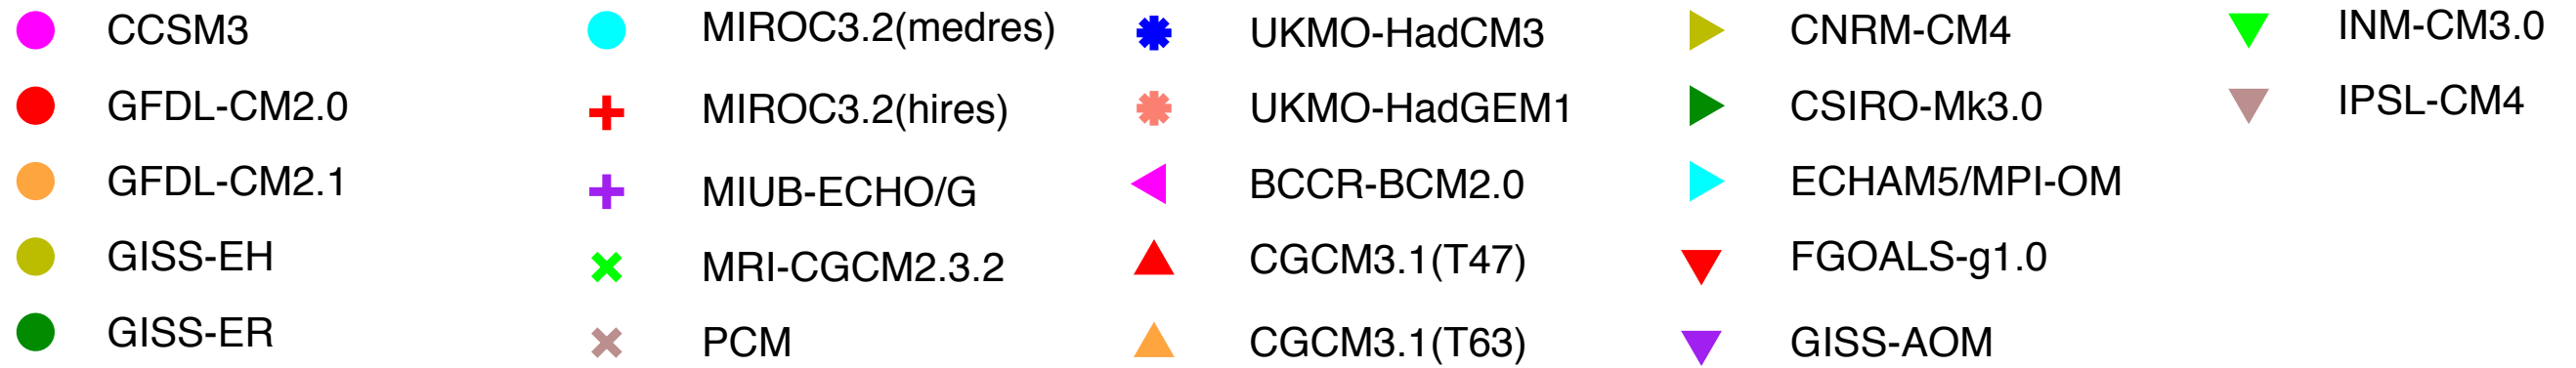 CCSM3
GFDL-CM2.0
GFDL-CM2.1
GISS-EH
GISS-ER
MIROC3.2(medres)
MIROC3.2(hires)
MIUB-ECHO/G
MRI-CGCM2.3.2
PCM
UKMO-HadCM3
UKMO-HadGEM1
BCCR-BCM2.0
CGCM3.1(T47)
CGCM3.1(T63)
CNRM-CM4
CSIRO-Mk3.0
ECHAM5/MPI-OM
FGOALS-g1.0
GISS-AOM
INM-CM3.0
IPSL-CM4